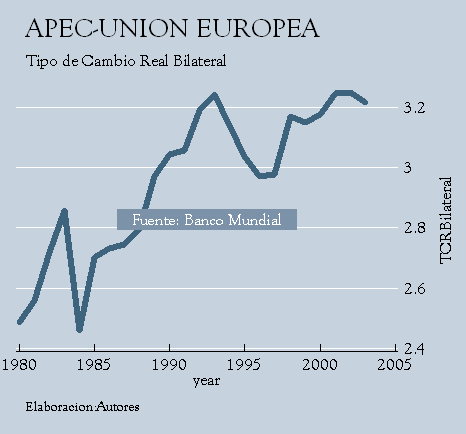 APEC-UNION EUROPEA
Tipo de Cambio Real Bilateral
3.2
3
2.8
2.6
2.4
TCRBilateral
Fuente: Banco Mundial
1980 1985 1990 1995 2000 2005
year
Elaboracion:Autores